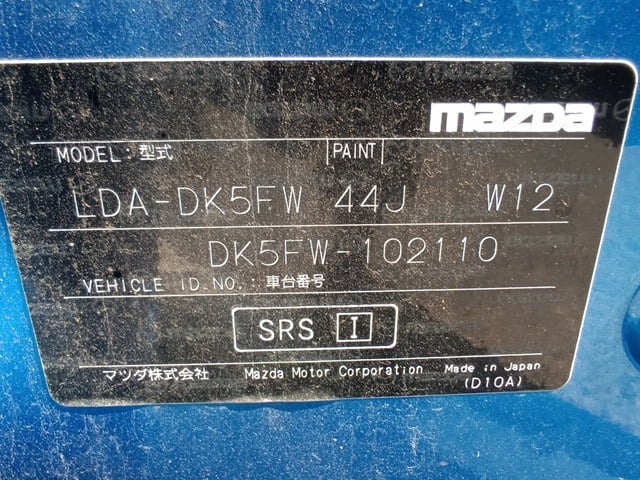 mazda
MODEL: 型式 PAINT
LDA-DK5FW 44J W12
DK5FW-102110
VEHICLE ID.NO.: 車台番号
SRS I
マツダ株式会社 Mazda Motor Corporation Made in Japan
(D10A)